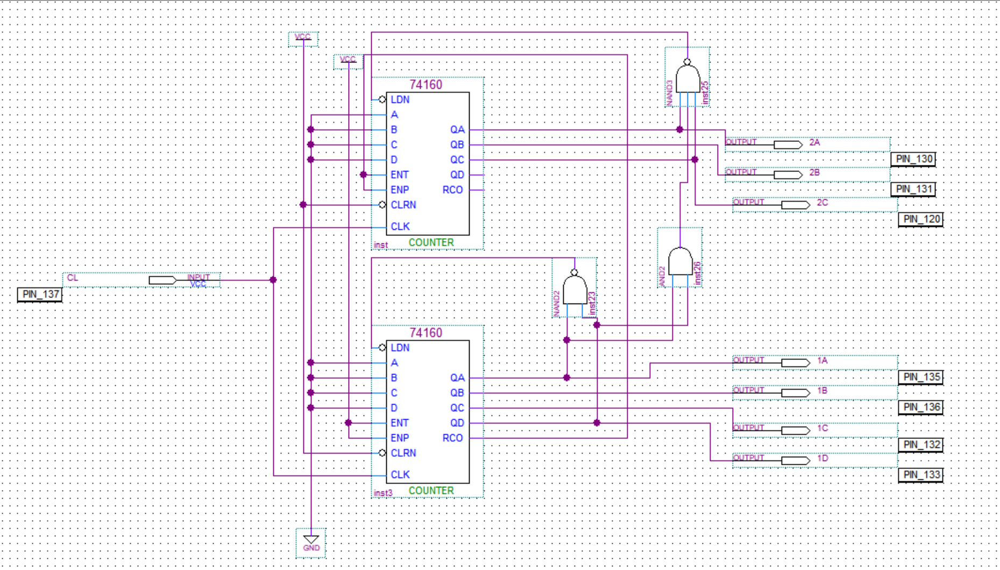 VCC
VCC
74160
LDN
A
B
C
D
ENT
ENP
CLRN
CLK
QA
QB
QC
QD
RCO
inst
COUNTER
NAND3
inst25
OUTPUT
2A
PIN_130
OUTPUT
2B
PIN_131
OUTPUT
2C
PIN_120
CL
INPUT
VCC
PIN_137
NAND2
inst23
AND2
inst26
74160
LDN
A
B
C
D
ENT
ENP
CLRN
CLK
QA
QB
QC
QD
RCO
inst3
COUNTER
OUTPUT
1A
PIN_135
OUTPUT
1B
PIN_136
OUTPUT
1C
PIN_132
OUTPUT
1D
PIN_133
GND